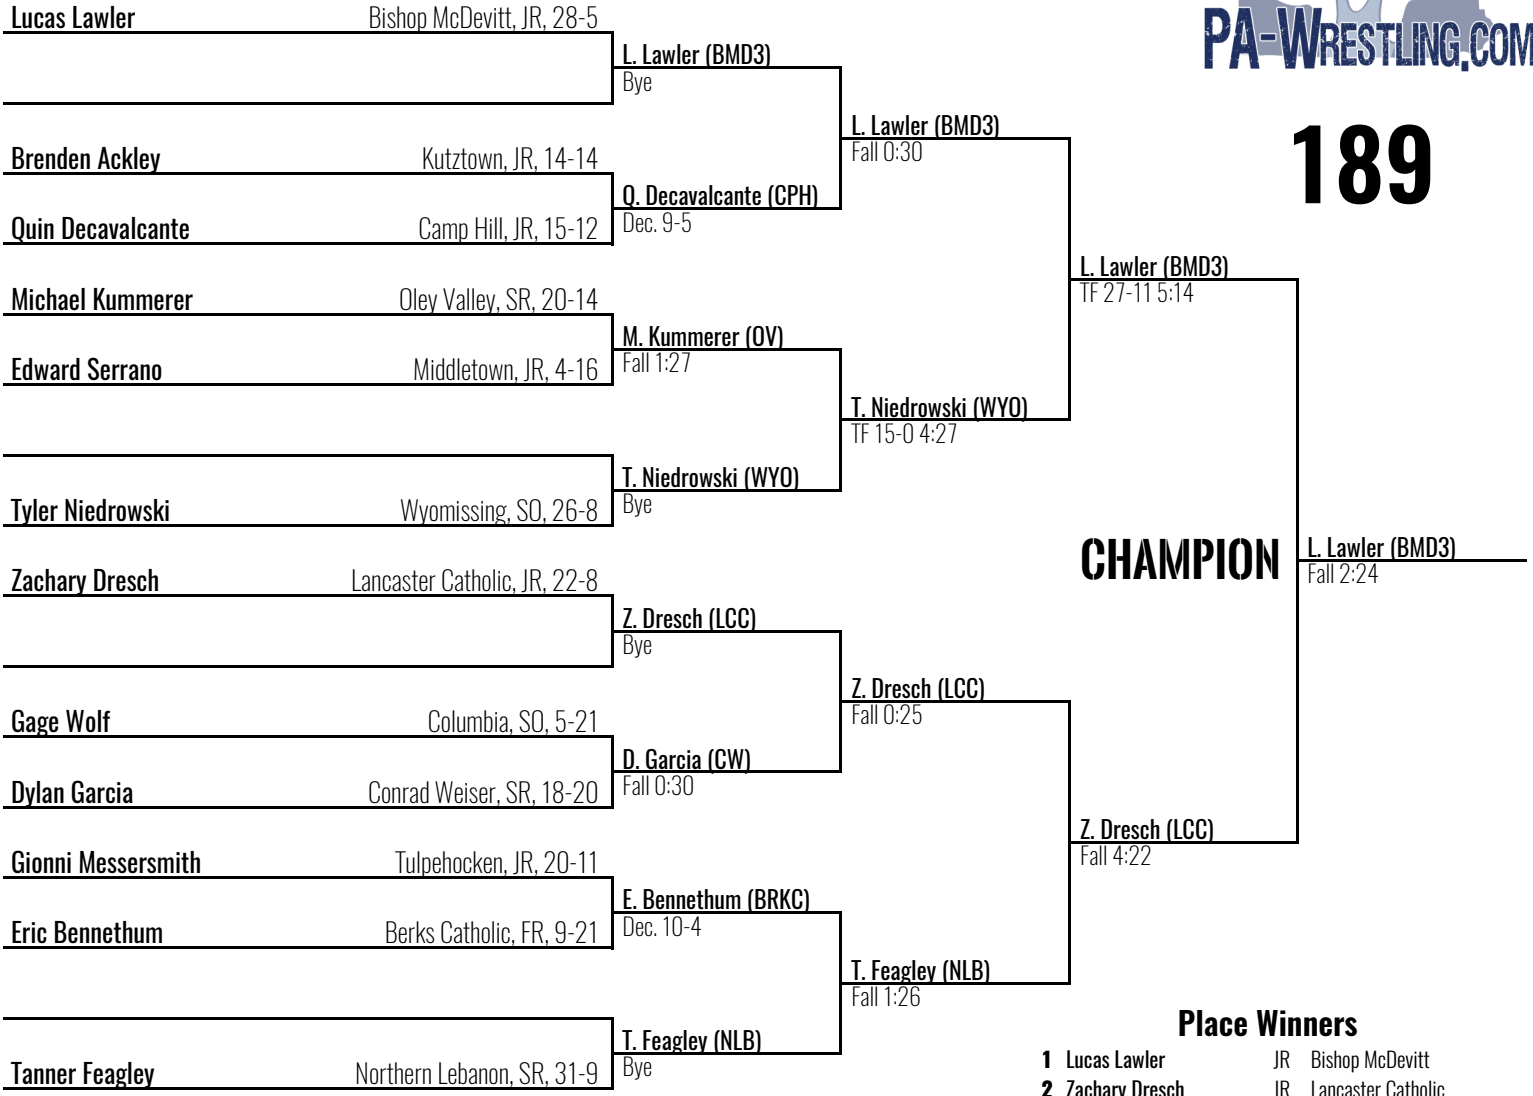 PA-WRESTLING.COM
189
Lucas Lawler Bishop McDevitt, JR, 28-5
L. Lawler (BMD3)
Bye
L. Lawler (BMD3)
Fall 0:30
Brenden Ackley Kutztown, JR, 14-14
Q. Decavalcante (CPH)
Dec. 9-5
Quin Decavalcante Camp Hill, JR, 15-12
L. Lawler (BMD3)
TF 27-11 5:14
Michael Kummerer Oley Valley, SR, 20-14
M. Kummerer (OV)
Fall 1:27
Edward Serrano Middletown, JR, 4-16
T. Niedrowski (WYO)
TF 15-0 4:27
T. Niedrowski (WYO)
Bye
Tyler Niedrowski Wyomissing, SO, 26-8
CHAMPION
L. Lawler (BMD3)
Fall 2:24
Zachary Dresch Lancaster Catholic, JR, 22-8
Z. Dresch (LCC)
Bye
Z. Dresch (LCC)
Fall 0:25
Gage Wolf Columbia, SO, 5-21
D. Garcia (CW)
Fall 0:30
Dylan Garcia Conrad Weiser, SR, 18-20
Z. Dresch (LCC)
Fall 4:22
Gionni Messersmith Tulpehocken, JR, 20-11
E. Bennethum (BRKC)
Dec. 10-4
Eric Bennethum Berks Catholic, FR, 9-21
T. Feagley (NLB)
Fall 1:26
T. Feagley (NLB)
Bye
Tanner Feagley Northern Lebanon, SR, 31-9
Place Winners
1 Lucas Lawler JR Bishop McDevitt
2 Zachary Dresch JR Lancaster Catholic